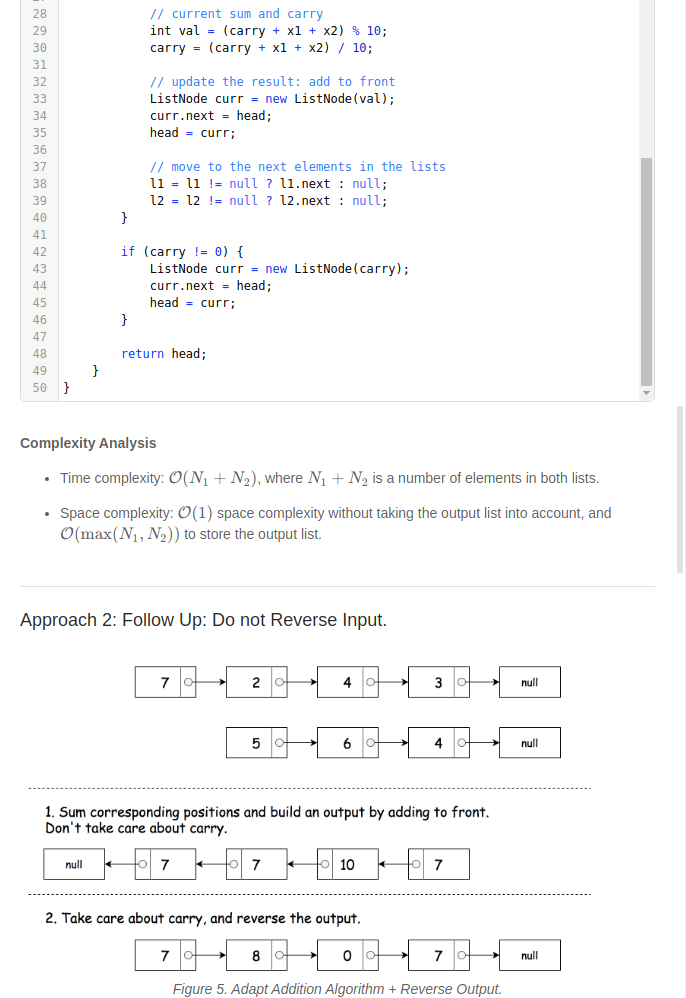 28 // current sum and carry
29 int val = (carry + x1 + x2) % 10;
30 carry = (carry + x1 + x2) / 10;
31
32 // update the result: add to front
33 ListNode curr = new ListNode(val);
34 curr.next = head;
35 head = curr;
36
37 // move to the next elements in the lists
38 l1 = l1 != null ? l1.next : null;
39 l2 = l2 != null ? l2.next : null;
40 }
41
42 if (carry != 0) {
43 ListNode curr = new ListNode(carry);
44 curr.next = head;
45 head = curr;
46 }
47
48 return head;
49 }
50 }
Complexity Analysis
• Time complexity: O(N₁ + N₂), where N₁ + N₂ is a number of elements in both lists.
• Space complexity: O(1) space complexity without taking the output list into account, and
O(max(N₁, N₂)) to store the output list.
Approach 2: Follow Up: Do not Reverse Input.
7 2 4 3 null
5 6 4 null
1. Sum corresponding positions and build an output by adding to front.
Don't take care about carry.
null 7 7 10 7
2. Take care about carry, and reverse the output.
7 8 0 7 null
Figure 5. Adapt Addition Algorithm + Reverse Output.